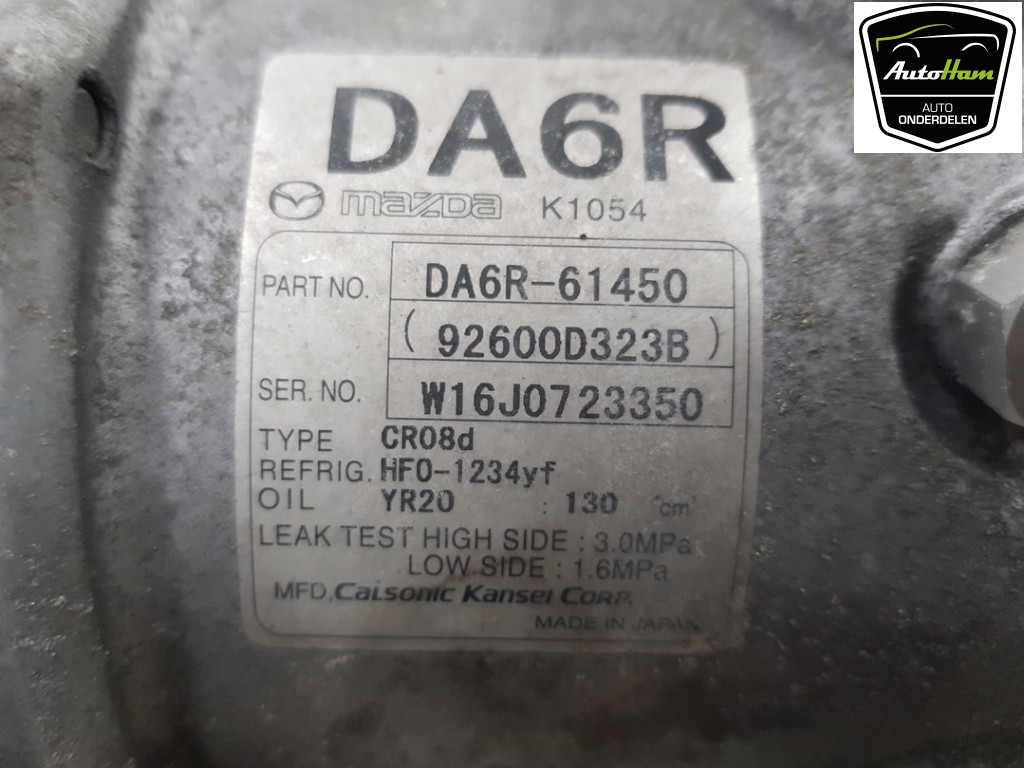 AutoHam
AUTO
ONDERDELEN
DA6R
mazda K1054
PART NO. DA6R-61450
(92600D323B)
SER. NO. W16J0723350
TYPE CR08d
REFRIG. HFO-1234yf
OIL YR20 : 130 cm³
LEAK TEST HIGH SIDE : 3.0MPa
LOW SIDE : 1.6MPa
MFD. Calsonic Kansei Corp.
MADE IN JAPAN